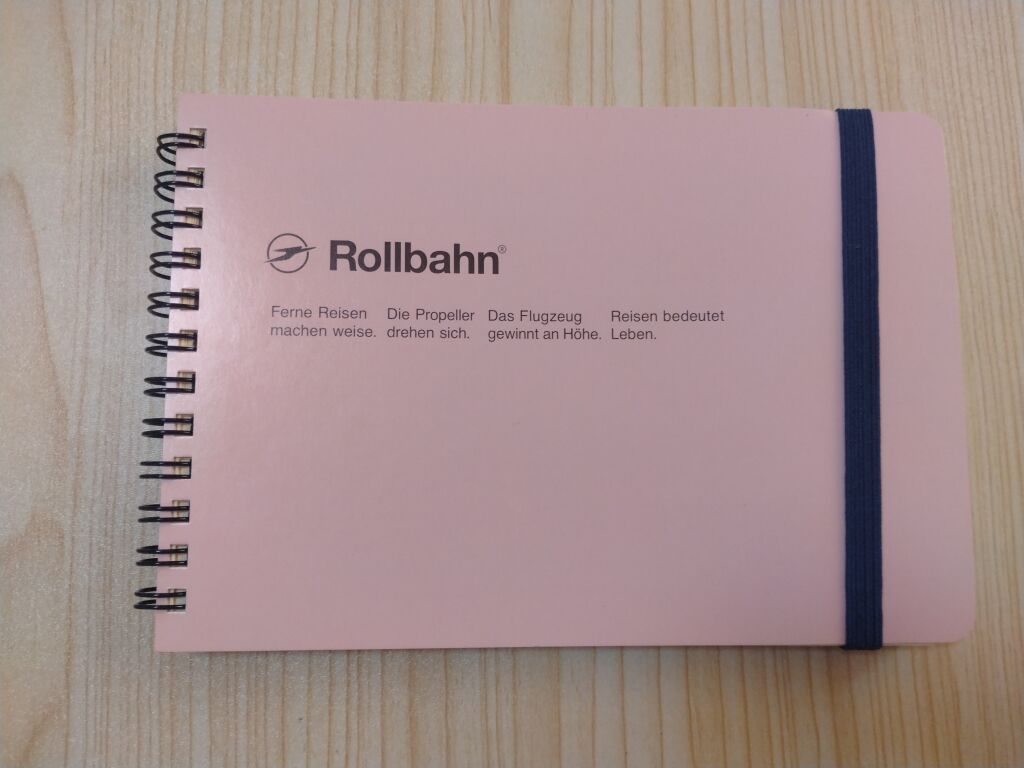 Rollbahn®
Ferne Reisen
machen weise.
Die Propeller
drehen sich.
Das Flugzeug
gewinnt an Höhe.
Reisen bedeutet
Leben.